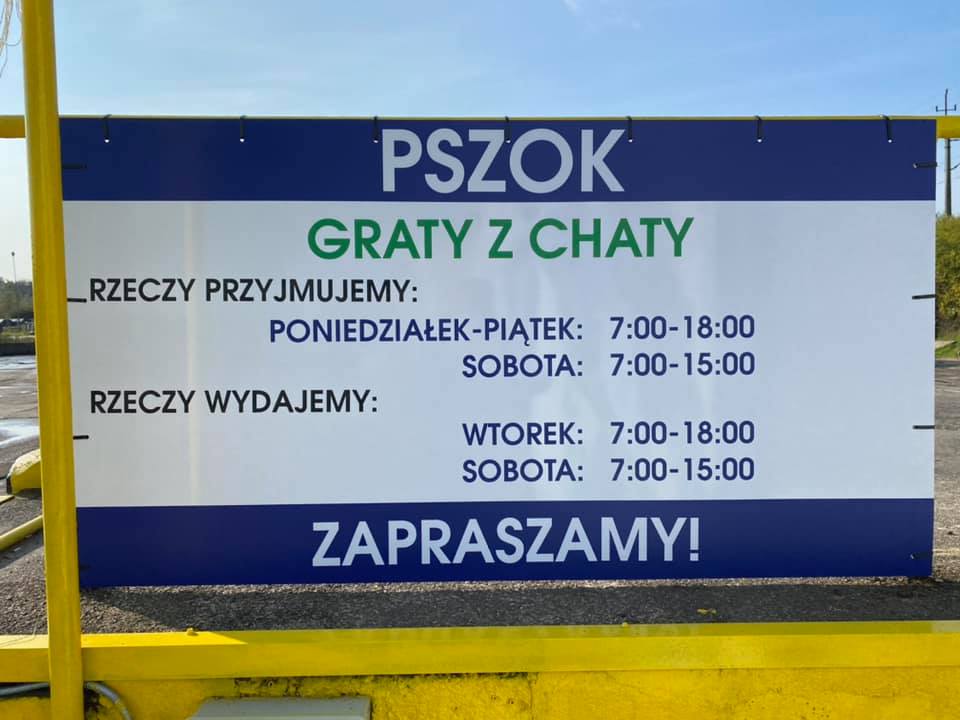 PSZOK
GRATY Z CHATY
RZECZY PRZYJMUJEMY:
PONIEDZIAŁEK-PIĄTEK: 7:00-18:00
SOBOTA: 7:00-15:00
RZECZY WYDAJEMY:
WTOREK: 7:00-18:00
SOBOTA: 7:00-15:00
ZAPRASZAMY!